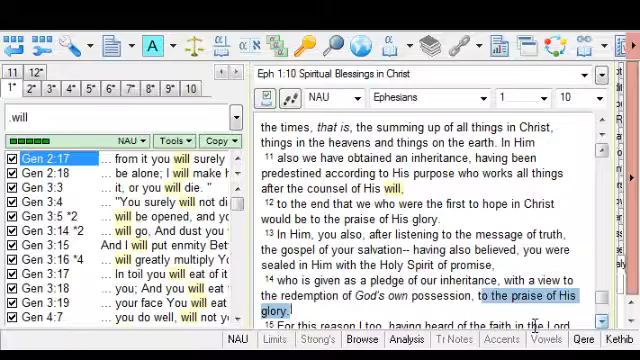 Eph 1:10 Spiritual Blessings in Christ
11 12*
1* 2* 3* 4* 5* 6* 7* 8* 9* 10
.will
NAU Tools Copy
Gen 2:17 ... from it you will surely
Gen 2:18 ... be alone; I will make
Gen 3:3 ... it, or you will die. "
Gen 3:4 ... "You surely will not di
Gen 3:5 *2 ... will be opened, and yo
Gen 3:14 *2 ... will go, And dust you
Gen 3:15 And I will put enmity Be
Gen 3:16 *4 ... will greatly multiply Yo
Gen 3:17 ... In toil you will eat of it
Gen 3:18 ... you; And you will eat
Gen 3:19 ... your face You will eat
Gen 4:7 ... you do well, will not y
NAU Ephesians 1 10
the times, that is, the summing up of all things in Christ,
things in the heavens and things on the earth. In Him
11 also we have obtained an inheritance, having been
predestined according to His purpose who works all things
after the counsel of His will,
12 to the end that we who were the first to hope in Christ
would be to the praise of His glory.
13 In Him, you also, after listening to the message of truth,
the gospel of your salvation-- having also believed, you were
sealed in Him with the Holy Spirit of promise,
14 who is given as a pledge of our inheritance, with a view to
the redemption of God's own possession, to the praise of His
glory.
15 For this reason I too, having heard of the faith in the Lord
NAU Limits Strong's Browse Analysis Tr Notes Accents Vowels Qere Kethib